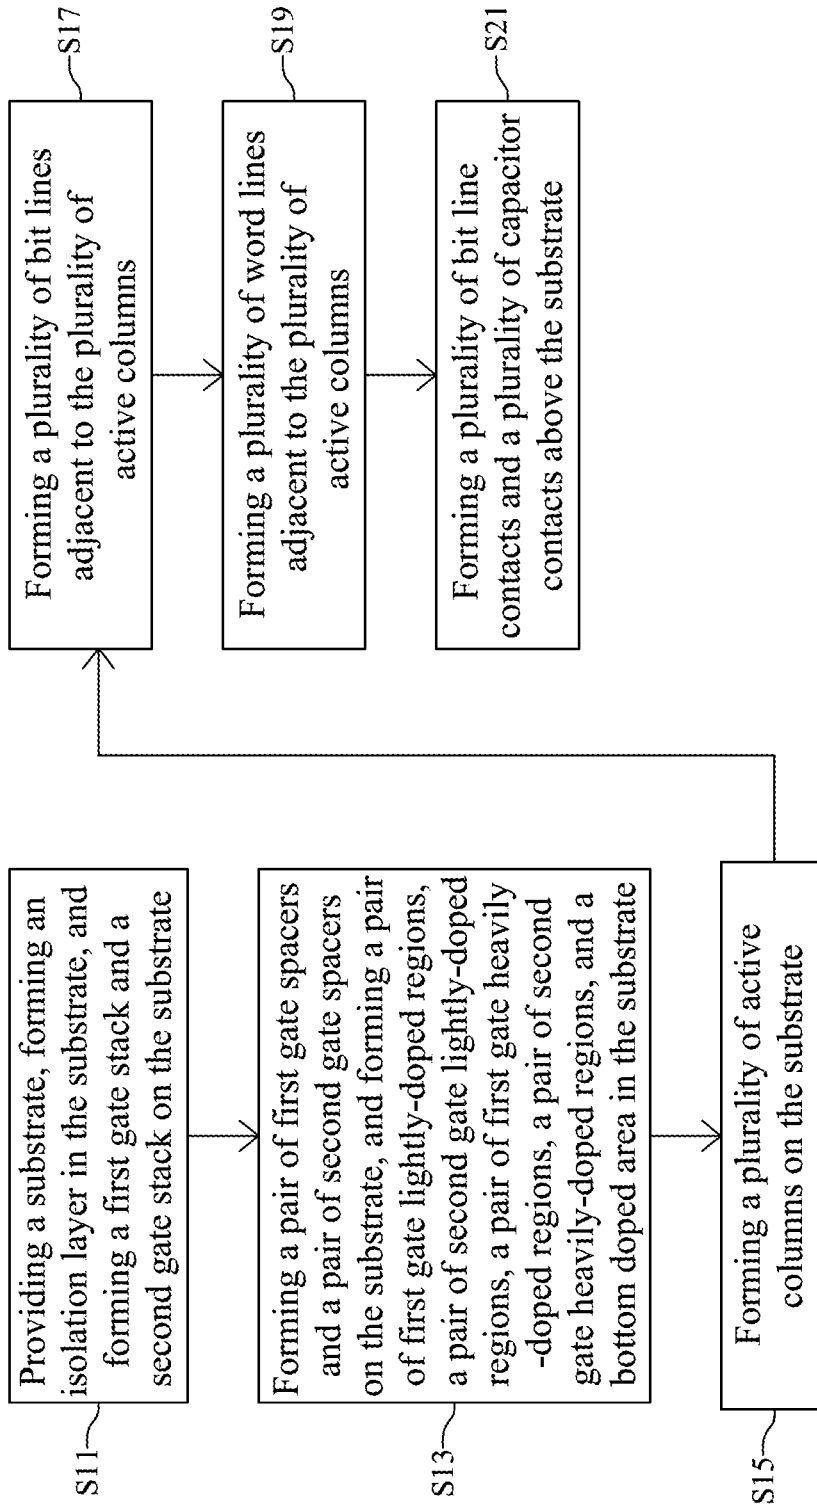 S11
Providing a substrate, forming an
isolation layer in the substrate, and
forming a first gate stack and a
second gate stack on the substrate
S13
Forming a pair of first gate spacers
and a pair of second gate spacers
on the substrate, and forming a pair
of first gate lightly-doped regions,
a pair of second gate lightly-doped
regions, a pair of first gate heavily
-doped regions, a pair of second
gate heavily-doped regions, and a
bottom doped area in the substrate
S15
Forming a plurality of active
columns on the substrate
S17
Forming a plurality of bit lines
adjacent to the plurality of
active columns
S19
Forming a plurality of word lines
adjacent to the plurality of
active columns
S21
Forming a plurality of bit line
contacts and a plurality of capacitor
contacts above the substrate